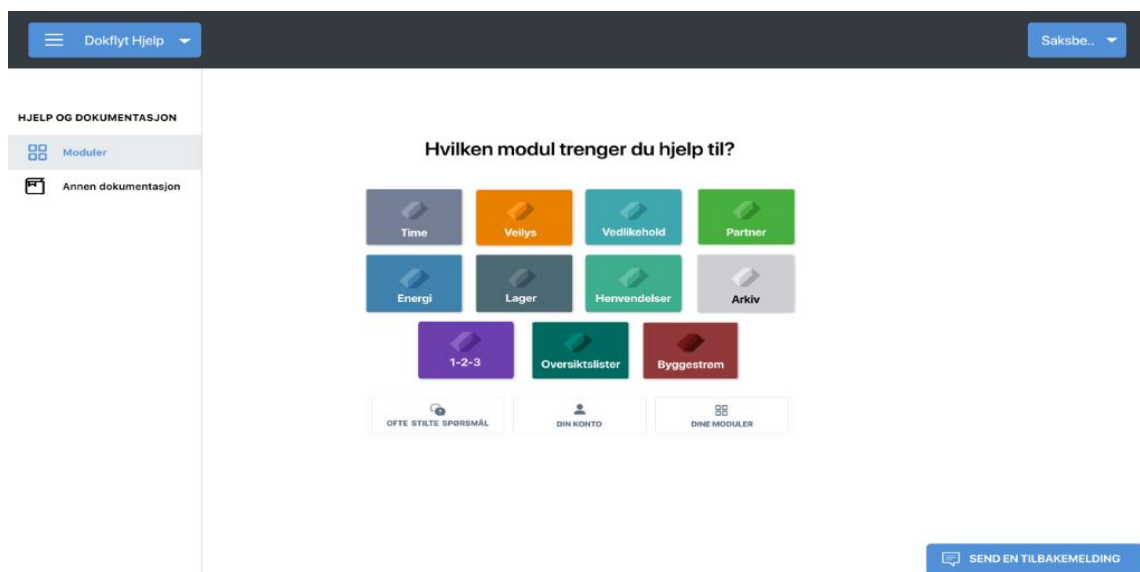 Dokflyt Hjelp
Saksbe..
HJELP OG DOKUMENTASJON
Moduler
Annen dokumentasjon
Hvilken modul trenger du hjelp til?
Time
Veilys
Vedlikehold
Partner
Energi
Lager
Henvendelser
Arkiv
1-2-3
Oversiktslister
Byggestrøm
OFTE STILTE SPØRSMÅL
DIN KONTO
DINE MODULER
SEND EN TILBAKEMELDING